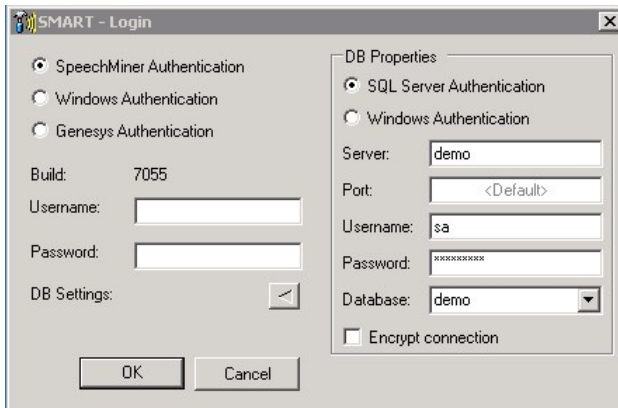 SMART - Login
SpeechMiner Authentication
Windows Authentication
Genesys Authentication
Build: 7055
Username:
Password:
DB Settings: <
OK Cancel
DB Properties
SQL Server Authentication
Windows Authentication
Server: demo
Port: <Default>
Username: sa
Password: *********
Database: demo
Encrypt connection